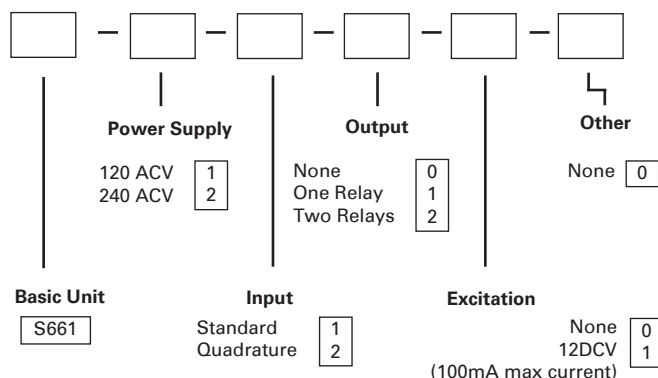 Power Supply
120 ACV 1
240 ACV 2
Output
None 0
One Relay 1
Two Relays 2
Other
None 0
Basic Unit
S661
Input
Standard 1
Quadrature 2
Excitation
None 0
12DCV 1
(100mA max current)